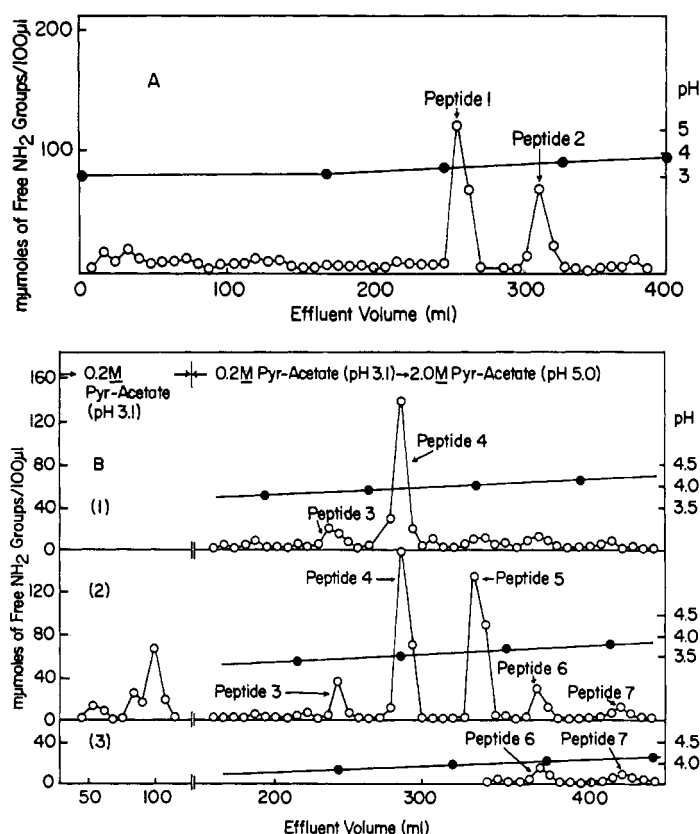 200
A
Peptide 1
pH
5
Peptide 2
100
4
3
mμmoles of Free NH2 Groups/100μl
0 100 200 300 400
Effluent Volume (ml)
0.2M Pyr-Acetate (pH 3.1)
0.2M Pyr-Acetate (pH 3.1)→2.0M Pyr-Acetate (pH 5.0)
160
120
80
40
0
B
(1)
Peptide 4
Peptide 3
pH
4.5
4.0
3.5
mμmoles of Free NH2 Groups/100μl
(2)
120
80
40
0
Peptide 4
Peptide 5
Peptide 3
Peptide 6
Peptide 7
4.5
4.0
3.5
(3)
40
0
Peptide 6
Peptide 7
4.5
4.0
50 100 200 300 400
Effluent Volume (ml)